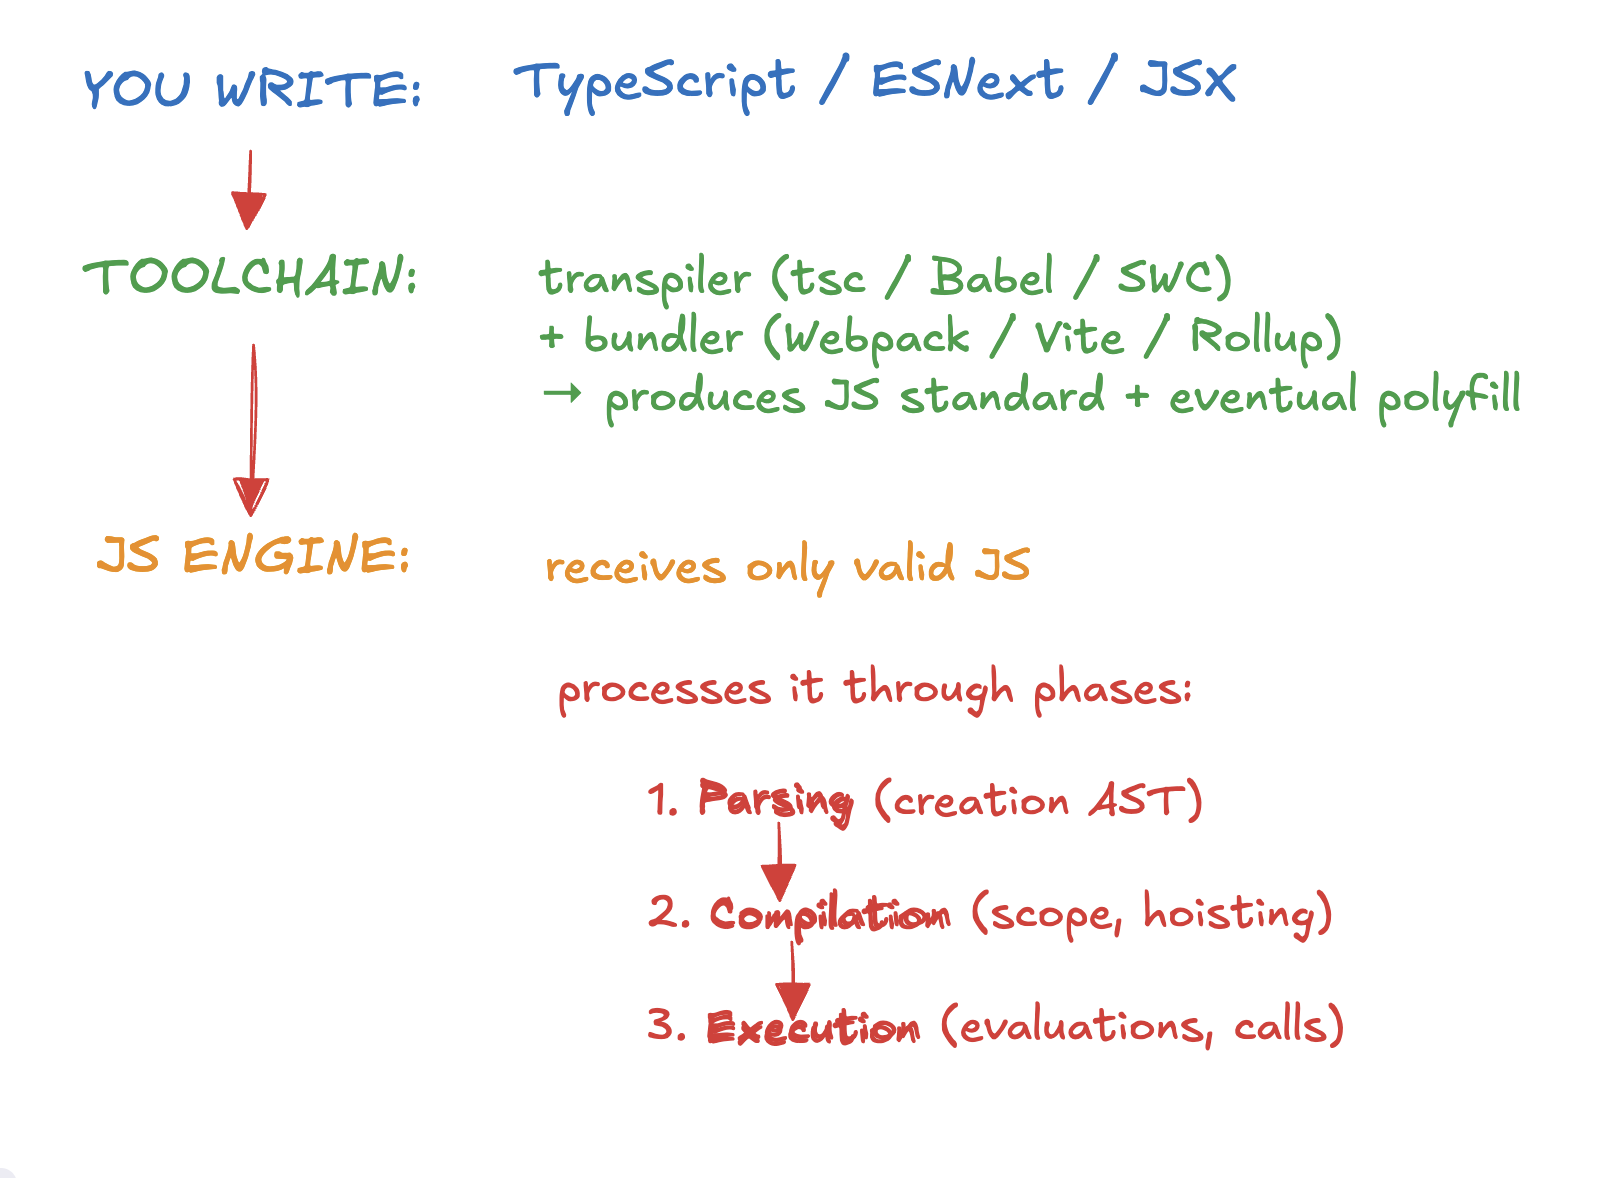 YOU WRITE: TypeScript / ESNext / JSX
TOOLCHAIN: transpiler (tsc / Babel / SWC)
+ bundler (Webpack / Vite / Rollup)
→ produces JS standard + eventual polyfill
JS ENGINE: receives only valid JS
processes it through phases:
1. Parsing (creation AST)
2. Compilation (scope, hoisting)
3. Execution (evaluations, calls)